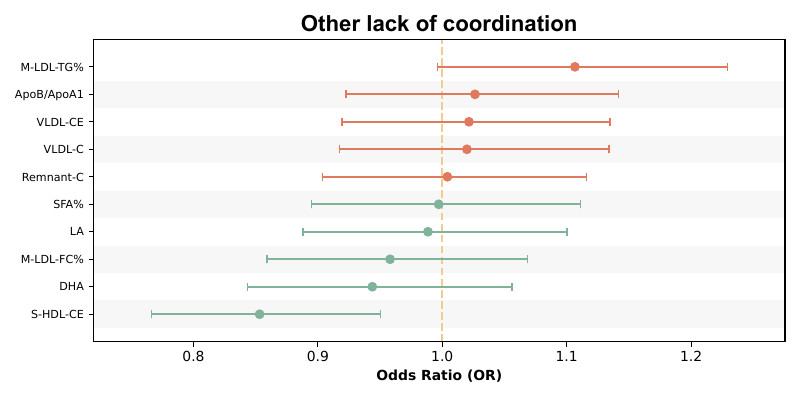 Other lack of coordination
M-LDL-TG%
ApoB/ApoA1
VLDL-CE
VLDL-C
Remnant-C
SFA%
LA
M-LDL-FC%
DHA
S-HDL-CE
0.8 0.9 1.0 1.1 1.2
Odds Ratio (OR)